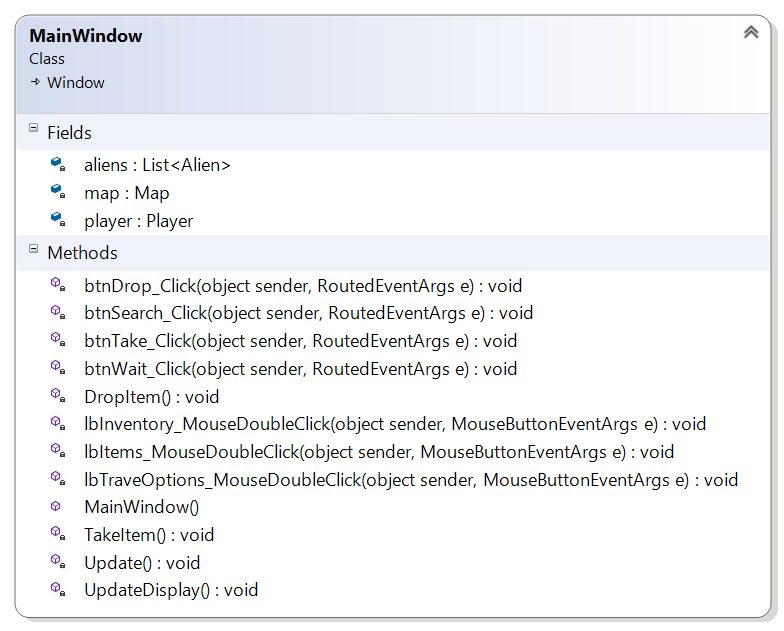 MainWindow
Class
Window
Fields
aliens : List<Alien>
map : Map
player : Player
Methods
btnDrop_Click(object sender, RoutedEventArgs e) : void
btnSearch_Click(object sender, RoutedEventArgs e) : void
btnTake_Click(object sender, RoutedEventArgs e) : void
btnWait_Click(object sender, RoutedEventArgs e) : void
DropItem() : void
lbInventory_MouseDoubleClick(object sender, MouseButtonEventArgs e) : void
lbItems_MouseDoubleClick(object sender, MouseButtonEventArgs e) : void
lbTraveOptions_MouseDoubleClick(object sender, MouseButtonEventArgs e) : void
MainWindow()
TakeItem() : void
Update() : void
UpdateDisplay() : void